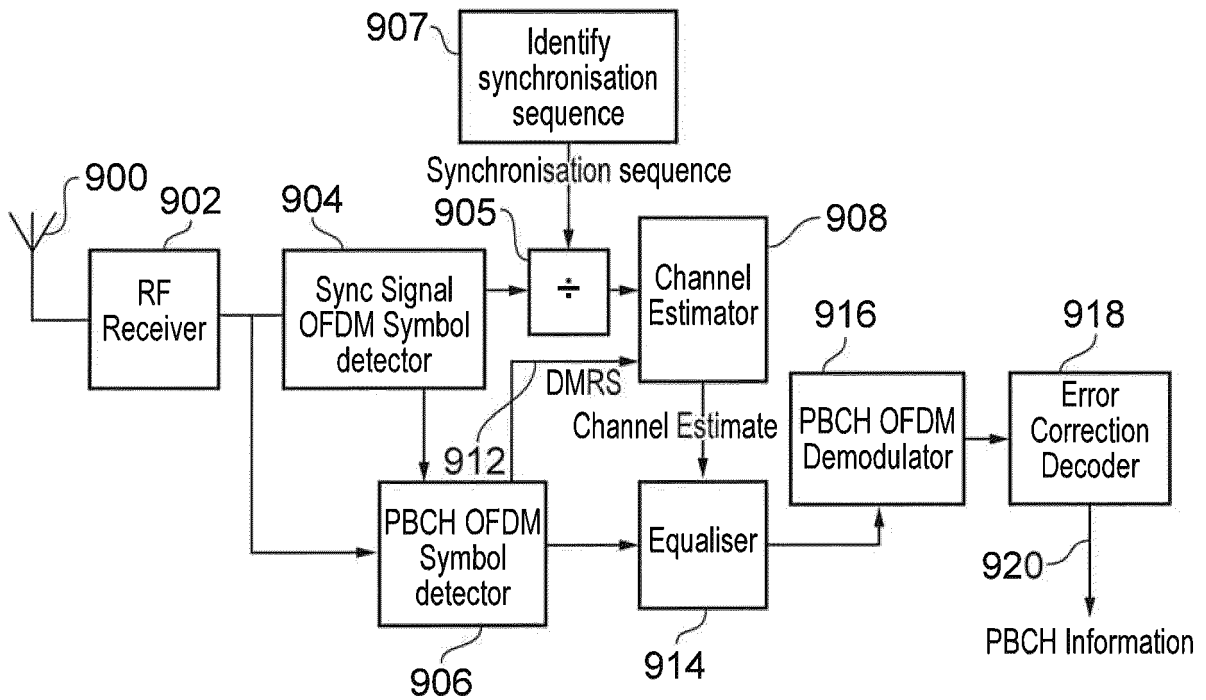 907
Identify
synchronisation
sequence
Synchronisation sequence
900
902
904
905
908
RF
Receiver
Sync Signal
OFDM Symbol
detector
÷
Channel
Estimator
916
918
DMRS
912
Channel Estimate
PBCH OFDM
Demodulator
Error
Correction
Decoder
PBCH OFDM
Symbol
detector
Equaliser
920
906
914
PBCH Information